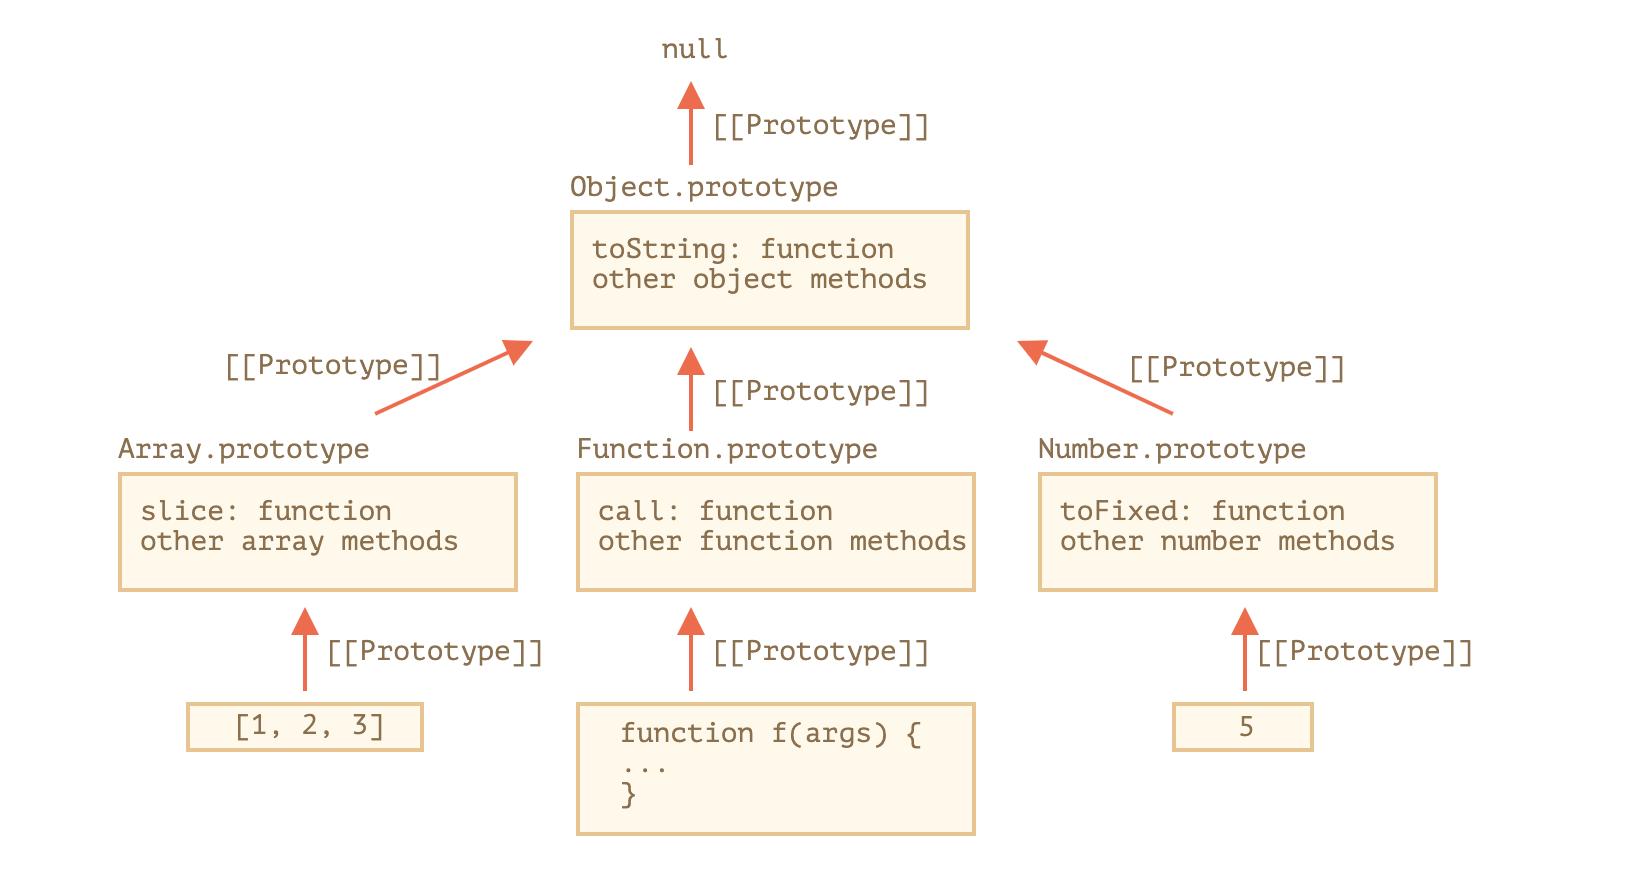 null
[[Prototype]]
Object.prototype
toString: function
other object methods
[[Prototype]]
[[Prototype]]
[[Prototype]]
Array.prototype
slice: function
other array methods
Function.prototype
call: function
other function methods
Number.prototype
toFixed: function
other number methods
[[Prototype]]
[[Prototype]]
[[Prototype]]
[1, 2, 3]
function f(args) {
...
}
5